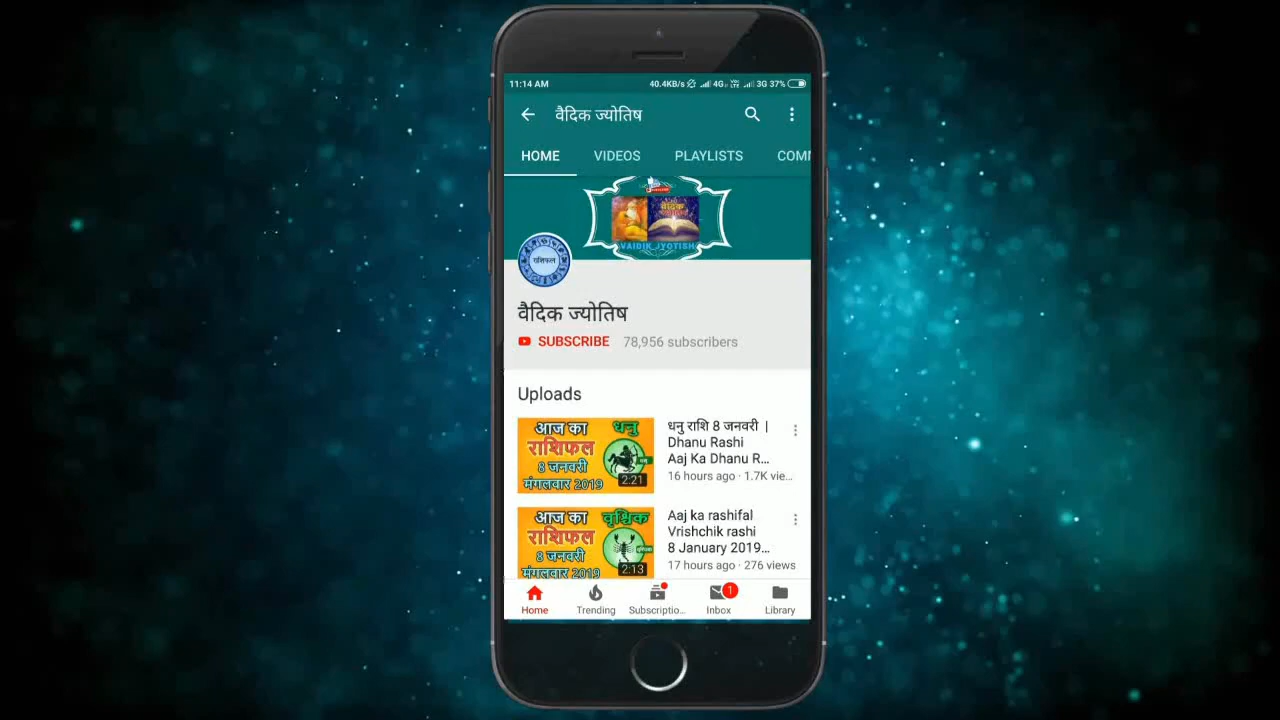 11:14 AM
40.4KB/s 4G VoLTE 3G 37%
वैदिक ज्योतिष
HOME VIDEOS PLAYLISTS COM
वैदिक
VAIDIK JYOTISH
राशिफल
वैदिक ज्योतिष
SUBSCRIBE 78,956 subscribers
Uploads
आज का धनु
राशिफल
8 जनवरी
मंगलवार 2019
2:21
धनु राशि 8 जनवरी |
Dhanu Rashi
Aaj Ka Dhanu R...
16 hours ago · 1.7K vie...
आज का वृश्चिक
राशिफल
8 जनवरी
मंगलवार 2019
2:13
Aaj ka rashifal
Vrishchik rashi
8 January 2019...
17 hours ago · 276 views
1
Home Trending Subscriptio... Inbox Library